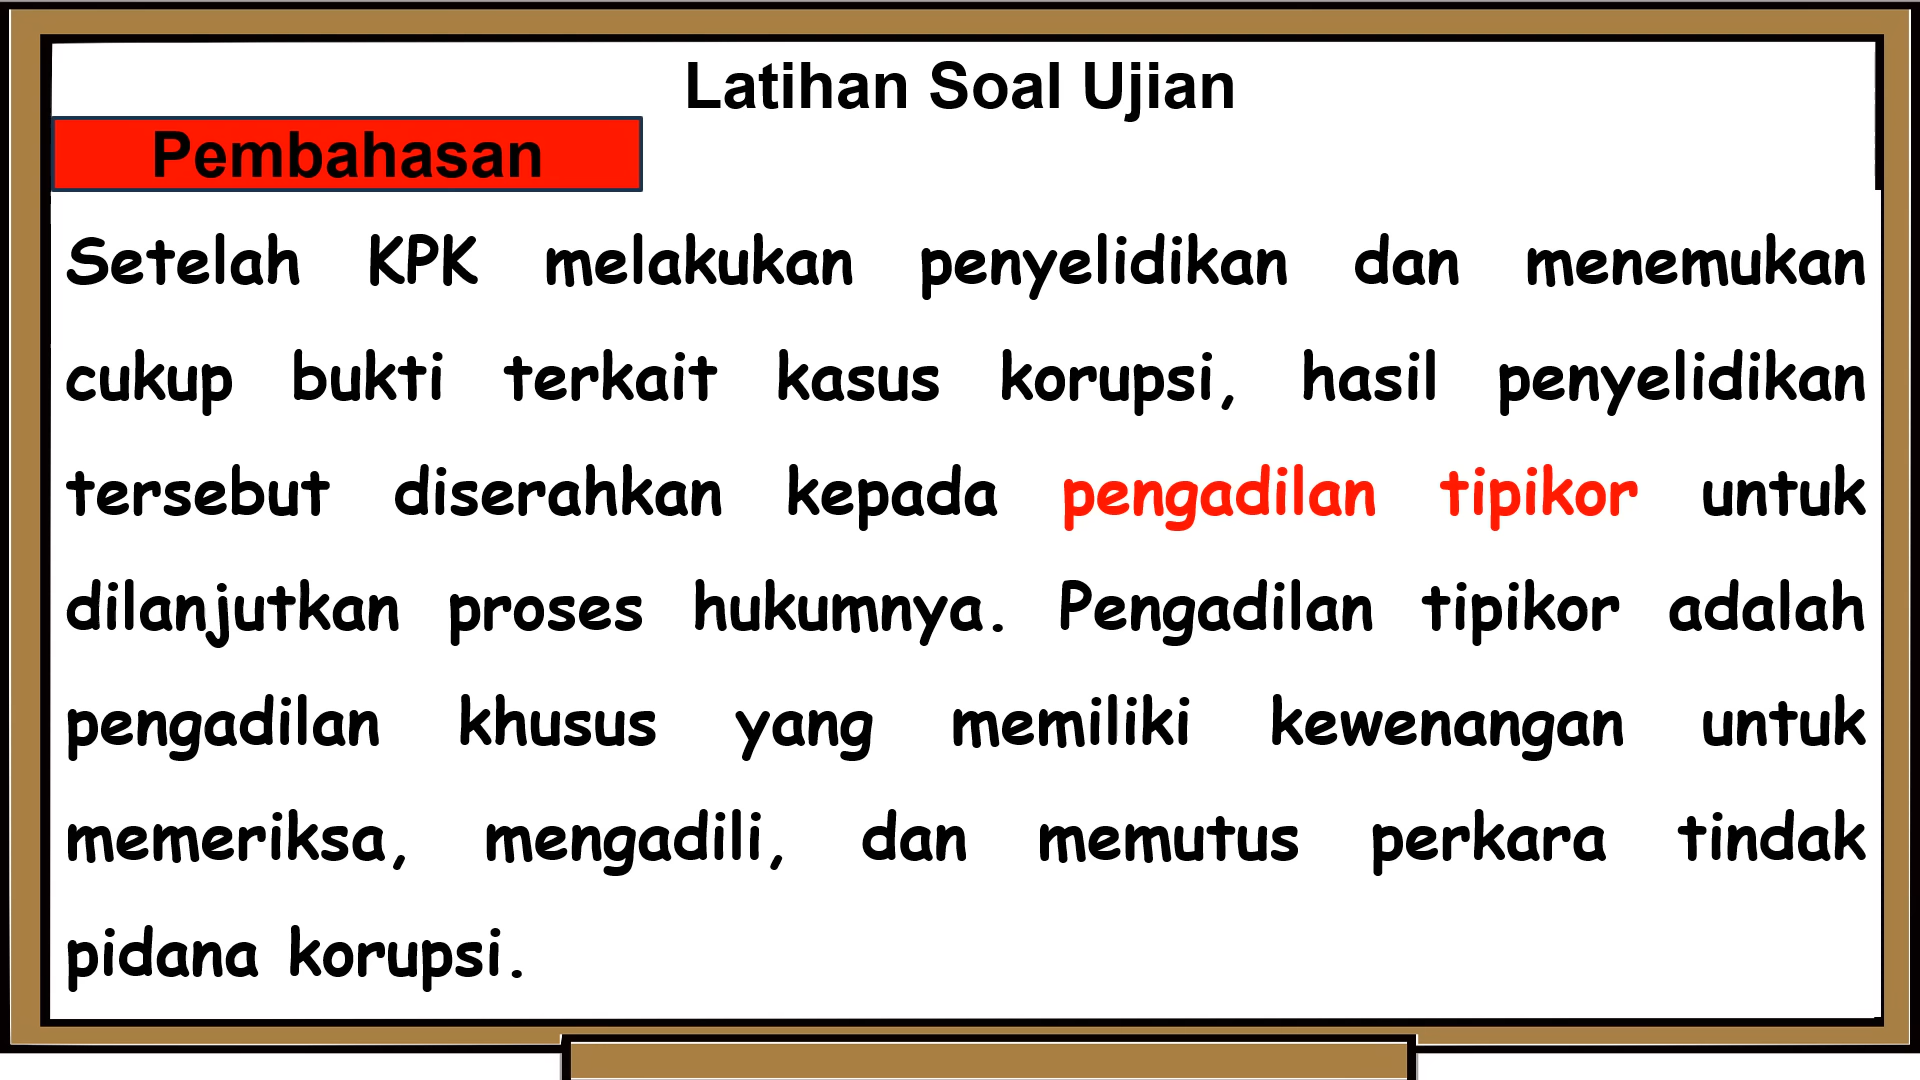 Latihan Soal Ujian
Pembahasan
Setelah KPK melakukan penyelidikan dan menemukan
cukup bukti terkait kasus korupsi, hasil penyelidikan
tersebut diserahkan kepada pengadilan tipikor untuk
dilanjutkan proses hukumnya. Pengadilan tipikor adalah
pengadilan khusus yang memiliki kewenangan untuk
memeriksa, mengadili, dan memutus perkara tindak
pidana korupsi.